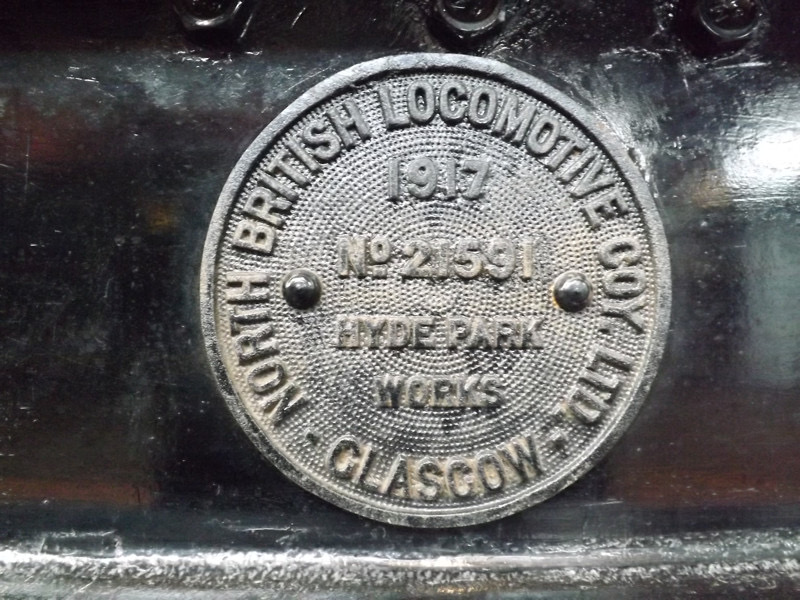 NORTH BRITISH LOCOMOTIVE COY. LTD.
1917
No 21591
HYDE PARK
WORKS
- GLASGOW -